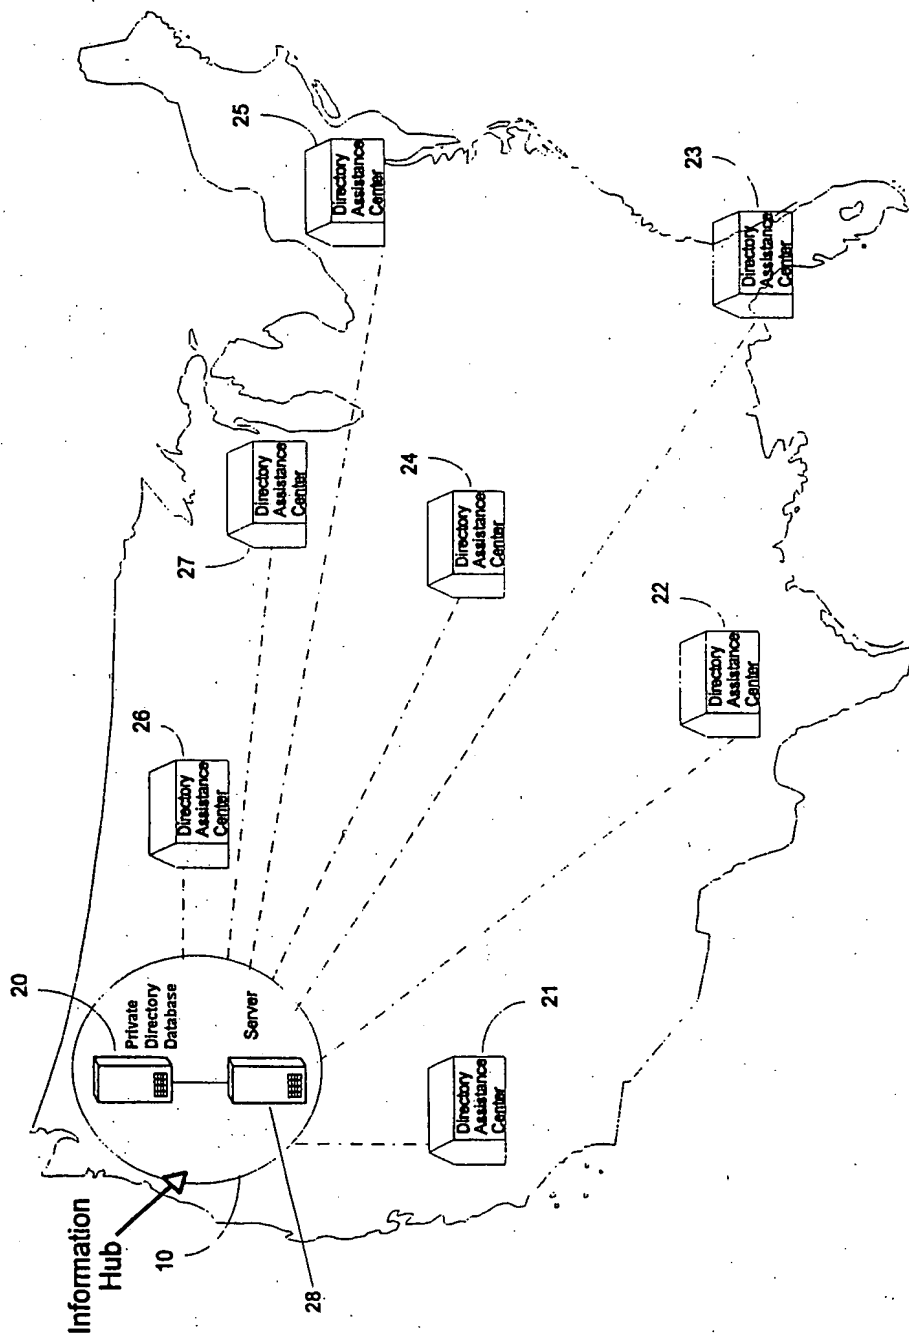 Information
Hub
10
28
20
Private
Directory
Database
Server
21
Directory
Assistance
Center
26
Directory
Assistance
Center
27
Directory
Assistance
Center
25
Directory
Assistance
Center
24
Directory
Assistance
Center
22
Directory
Assistance
Center
23
Directory
Assistance
Center